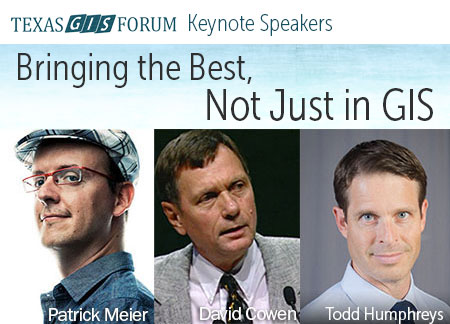 TEXAS GIS FORUM Keynote Speakers
Bringing the Best,
Not Just in GIS
Patrick Meier
David Cowen
Todd Humphreys